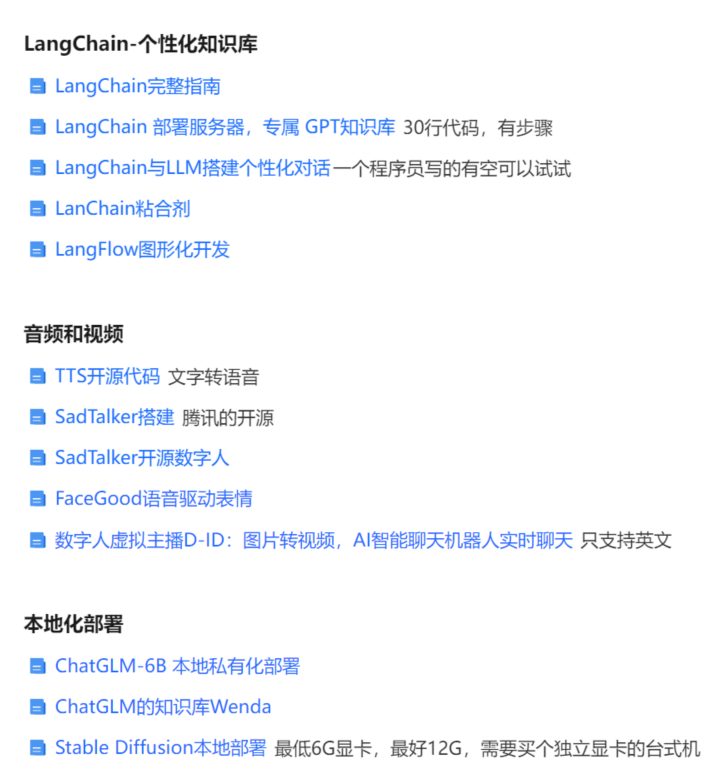 LangChain-个性化知识库
LangChain完整指南
LangChain 部署服务器，专属 GPT知识库 30行代码，有步骤
LangChain与LLM搭建个性化对话一个程序员写的有空可以试试
LanChain粘合剂
LangFlow图形化开发
音频和视频
TTS开源代码 文字转语音
SadTalker搭建 腾讯的开源
SadTalker开源数字人
FaceGood语音驱动表情
数字人虚拟主播D-ID：图片转视频，AI智能聊天机器人实时聊天 只支持英文
本地化部署
ChatGLM-6B 本地私有化部署
ChatGLM的知识库Wenda
Stable Diffusion本地部署 最低6G显卡，最好12G，需要买个独立显卡的台式机